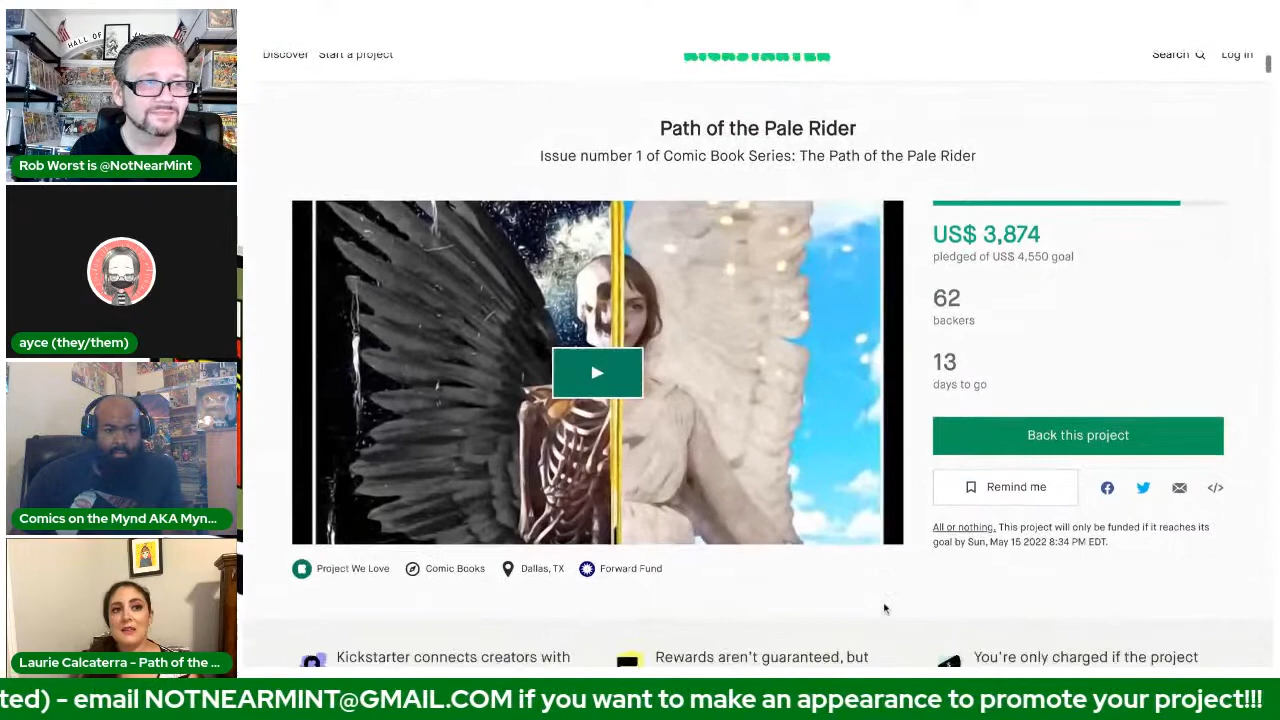 HALL OF
Rob Worst is @NotNearMint
ayce (they/them)
Comics on the Mynd AKA Myn...
Laurie Calcaterra - Path of the ...
Discover Start a project
KICKSTARTER
Search Log in
Path of the Pale Rider
Issue number 1 of Comic Book Series: The Path of the Pale Rider
US$ 3,874
pledged of US$ 4,550 goal
62
backers
13
days to go
Back this project
Remind me
All or nothing. This project will only be funded if it reaches its
goal by Sun, May 15 2022 8:34 PM EDT.
Project We Love Comic Books Dallas, TX Forward Fund
Kickstarter connects creators with
Rewards aren't guaranteed, but
You're only charged if the project
ted) - email NOTNEARMINT@GMAIL.COM if you want to make an appearance to promote your project!!!